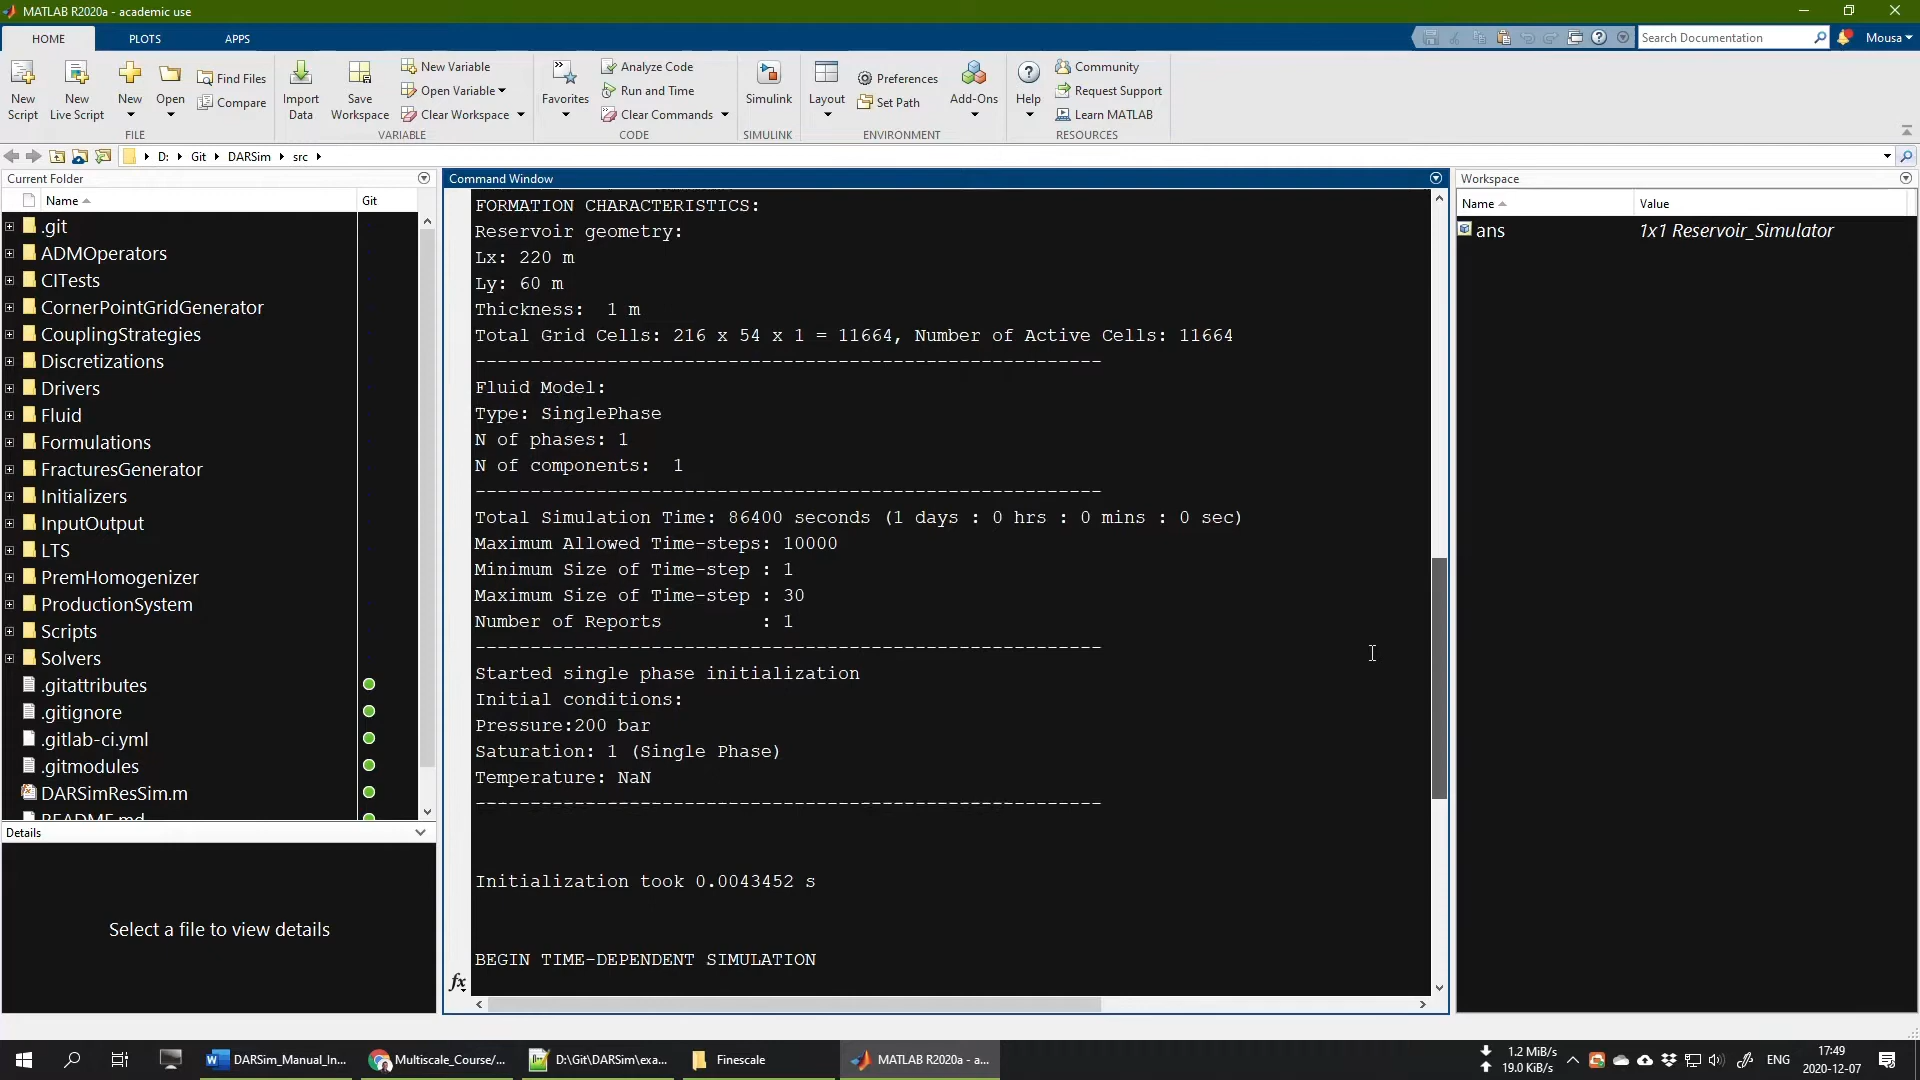 MATLAB R2020a - academic use
HOME
PLOTS
APPS
Search Documentation
Mousa
New
Script
New
Live Script
New
Open
Find Files
Compare
FILE
Import
Data
Save
Workspace
New Variable
Open Variable
Clear Workspace
VARIABLE
Favorites
Analyze Code
Run and Time
Clear Commands
CODE
Simulink
SIMULINK
Layout
Preferences
Set Path
Add-Ons
ENVIRONMENT
Help
Community
Request Support
Learn MATLAB
RESOURCES
D: Git DARSim src
Current Folder
Name
Git
.git
ADMOperators
CITests
CornerPointGridGenerator
CouplingStrategies
Discretizations
Drivers
Fluid
Formulations
FracturesGenerator
Initializers
InputOutput
LTS
PremHomogenizer
ProductionSystem
Scripts
Solvers
.gitattributes
.gitignore
.gitlab-ci.yml
.gitmodules
DARSimResSim.m
README.md
Details
Select a file to view details
Command Window
FORMATION CHARACTERISTICS:
Reservoir geometry:
Lx: 220 m
Ly: 60 m
Thickness:  1 m
Total Grid Cells: 216 x 54 x 1 = 11664, Number of Active Cells: 11664
---------------------------------------------------------
Fluid Model:
Type: SinglePhase
N of phases: 1
N of components:  1
---------------------------------------------------------
Total Simulation Time: 86400 seconds (1 days : 0 hrs : 0 mins : 0 sec)
Maximum Allowed Time-steps: 10000
Minimum Size of Time-step : 1
Maximum Size of Time-step : 30
Number of Reports         : 1
---------------------------------------------------------
Started single phase initialization
Initial conditions:
Pressure:200 bar
Saturation: 1 (Single Phase)
Temperature: NaN
---------------------------------------------------------
Initialization took 0.0043452 s
BEGIN TIME-DEPENDENT SIMULATION
fx
Workspace
Name
Value
ans
1x1 Reservoir_Simulator
DARSim_Manual_In...
Multiscale_Course/...
D:\Git\DARSim\exa...
Finescale
MATLAB R2020a - a...
1.2 MiB/s
19.0 KiB/s
ENG
17:49
2020-12-07